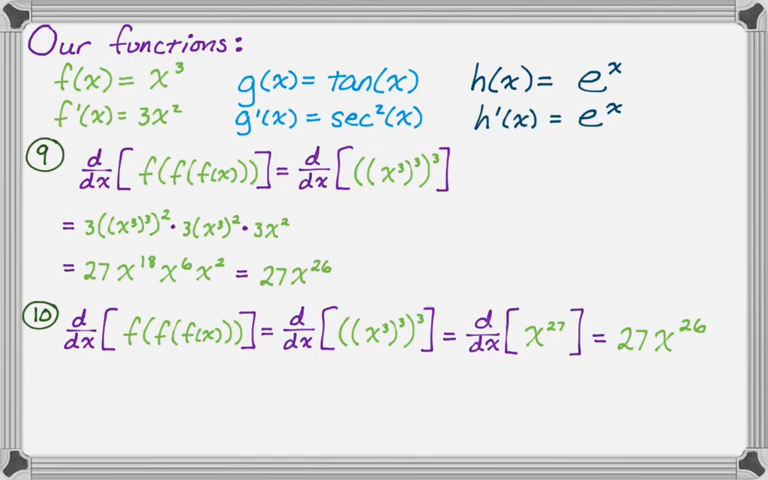 Our functions:
f(x) = x³ g(x) = tan(x) h(x) = eˣ
f'(x) = 3x² g'(x) = sec²(x) h'(x) = eˣ
⑨ d/dx [f(f(f(x)))] = d/dx [((x³)³)³]
= 3((x³)³)² · 3(x³)² · 3x²
= 27x¹⁸x⁶x² = 27x²⁶
⑩ d/dx [f(f(f(x)))] = d/dx [((x³)³)³] = d/dx [x²⁷] = 27x²⁶